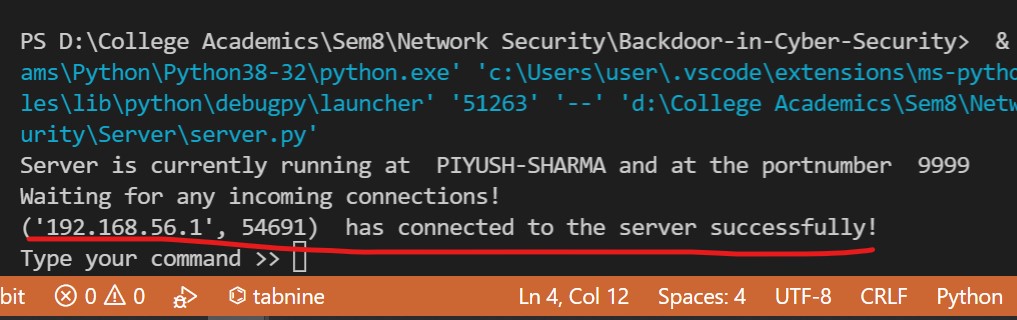 PS D:\College Academics\Sem8\Network Security\Backdoor-in-Cyber-Security>  &
ams\Python\Python38-32\python.exe' 'c:\Users\user\.vscode\extensions\ms-pytho
les\lib\python\debugpy\launcher' '51263' '--' 'd:\College Academics\Sem8\Netw
urity\Server\server.py'
Server is currently running at  PIYUSH-SHARMA and at the portnumber  9999
Waiting for any incoming connections!
('192.168.56.1', 54691)  has connected to the server successfully!
Type your command >>
bit 0 0 tabnine Ln 4, Col 12 Spaces: 4 UTF-8 CRLF Python